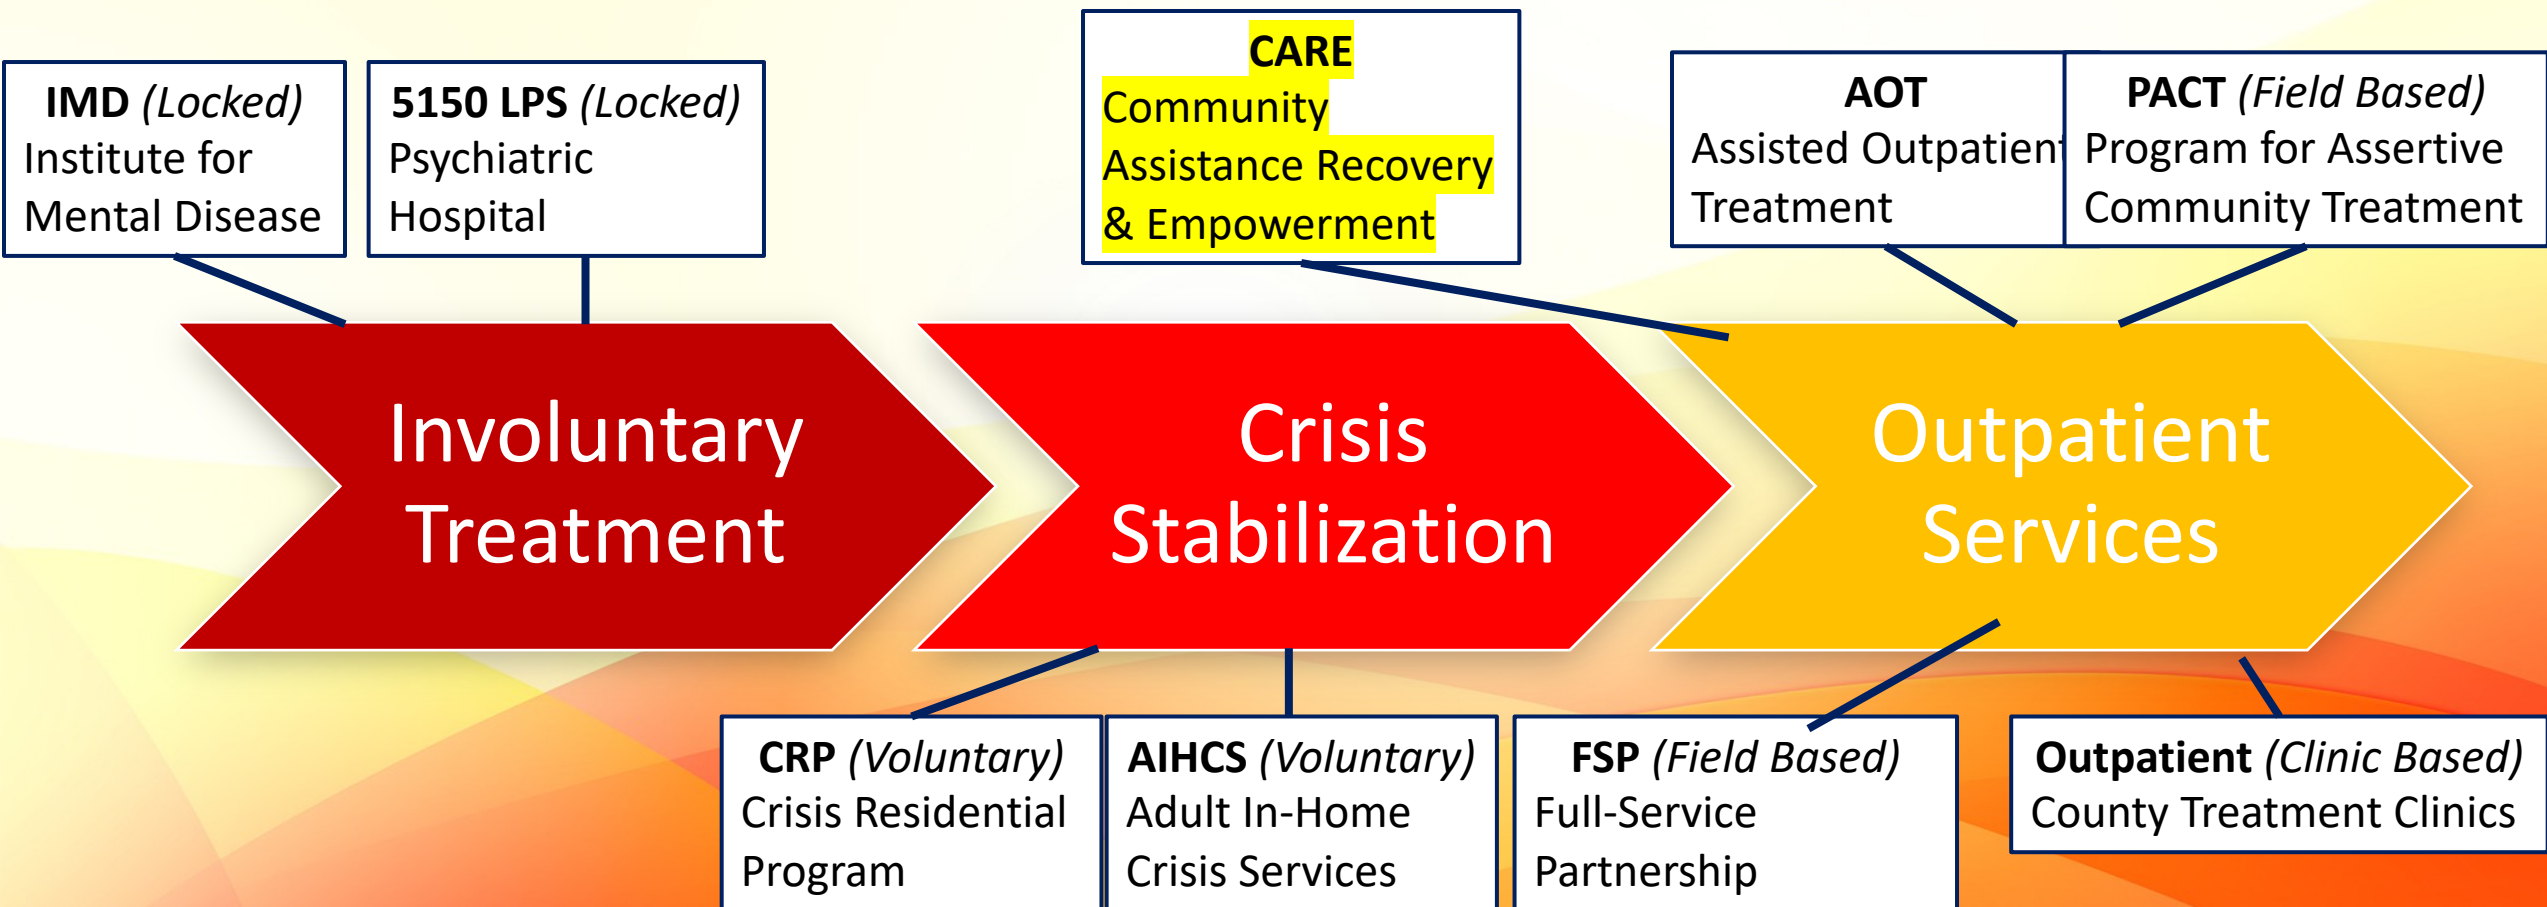 IMD (Locked)
Institute for
Mental Disease
5150 LPS (Locked)
Psychiatric
Hospital
CARE
Community
Assistance Recovery
& Empowerment
AOT
Assisted Outpatient
Treatment
PACT (Field Based)
Program for Assertive
Community Treatment
Involuntary
Treatment
Crisis
Stabilization
Outpatient
Services
CRP (Voluntary)
Crisis Residential
Program
AIHCS (Voluntary)
Adult In-Home
Crisis Services
FSP (Field Based)
Full-Service
Partnership
Outpatient (Clinic Based)
County Treatment Clinics